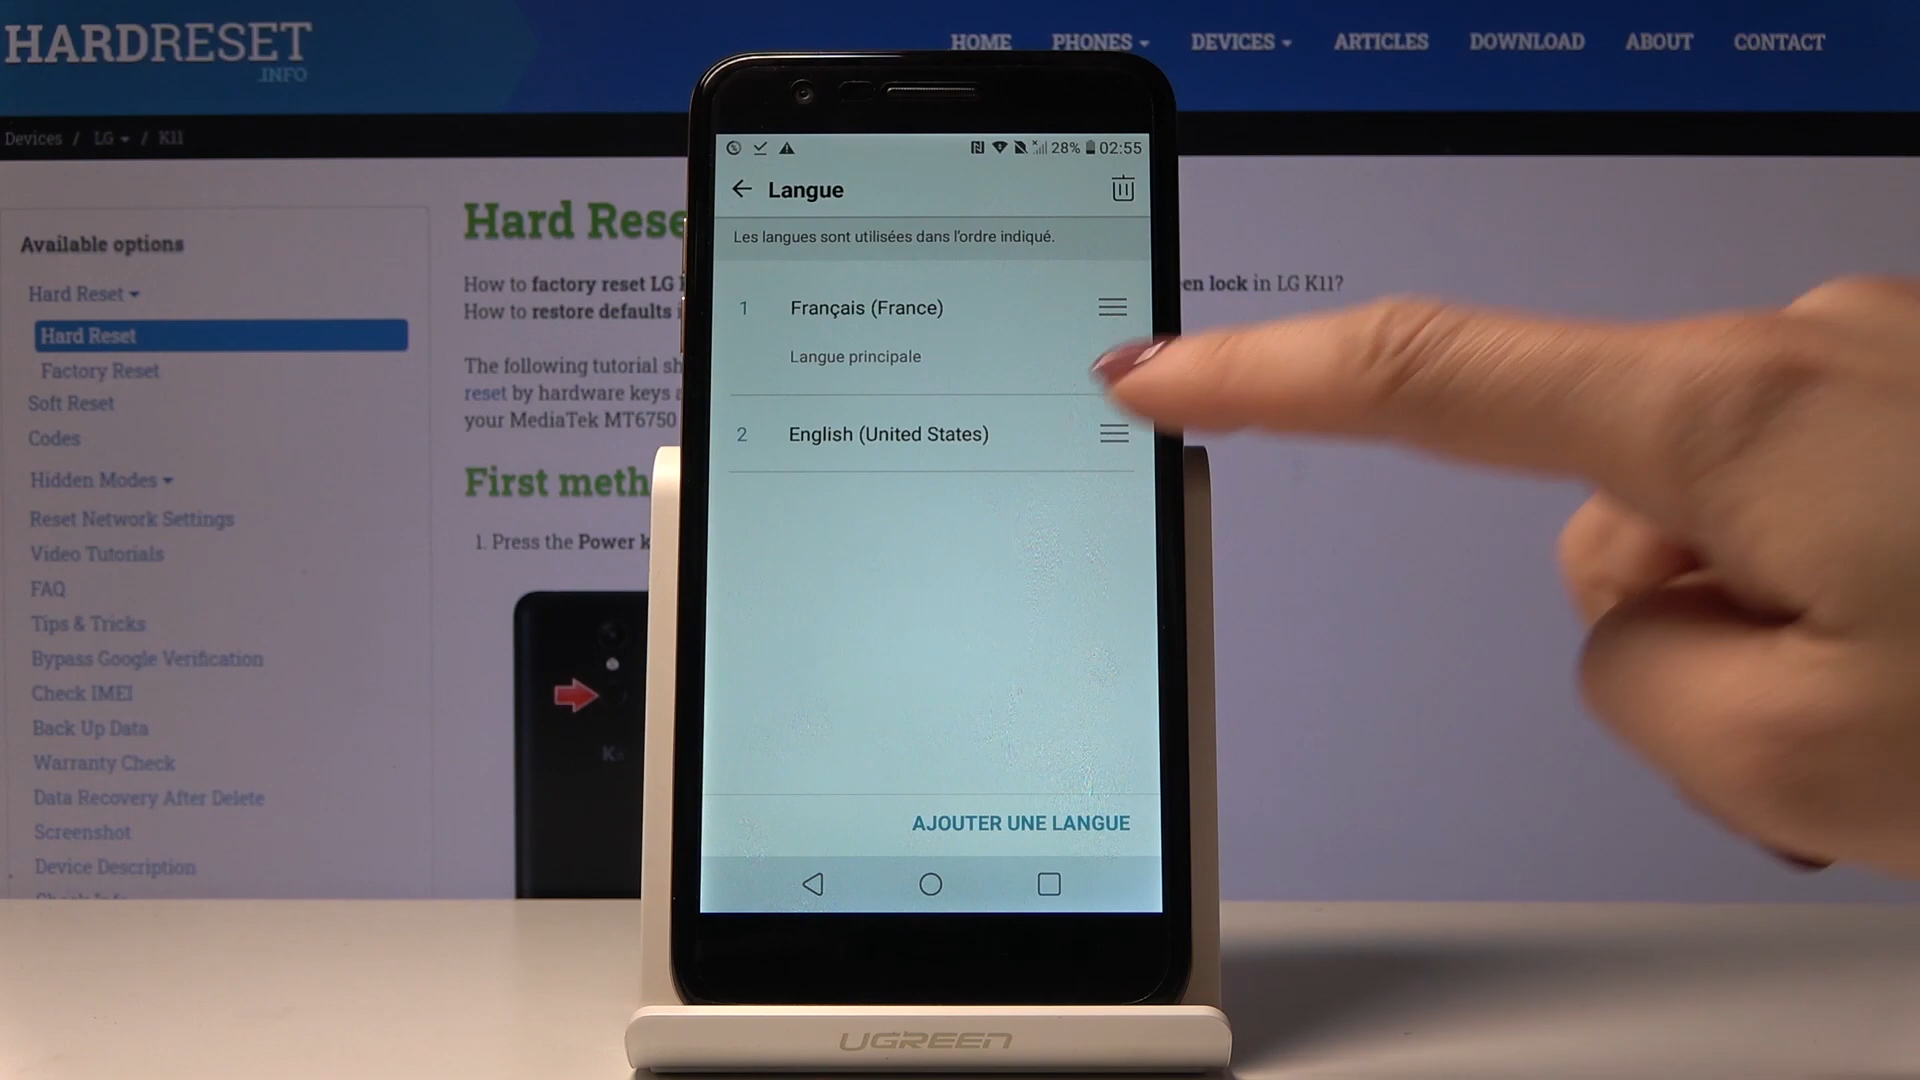 HARDRESET
.INFO
HOME PHONES DEVICES ARTICLES DOWNLOAD ABOUT CONTACT
Devices / LG / K11
Available options
Hard Reset
Hard Reset
Factory Reset
Soft Reset
Codes
Hidden Modes
Reset Network Settings
Video Tutorials
FAQ
Tips & Tricks
Bypass Google Verification
Check IMEI
Back Up Data
Warranty Check
Data Recovery After Delete
Screenshot
Device Description
Hard Rese
How to factory reset LG
en lock in LG K11?
How to restore defaults
The following tutorial sh
reset by hardware keys
your MediaTek MT6750
First meth
1. Press the Power k
28% 02:55
Langue
Les langues sont utilisées dans l'ordre indiqué.
1 Français (France)
Langue principale
2 English (United States)
AJOUTER UNE LANGUE
UGREEN